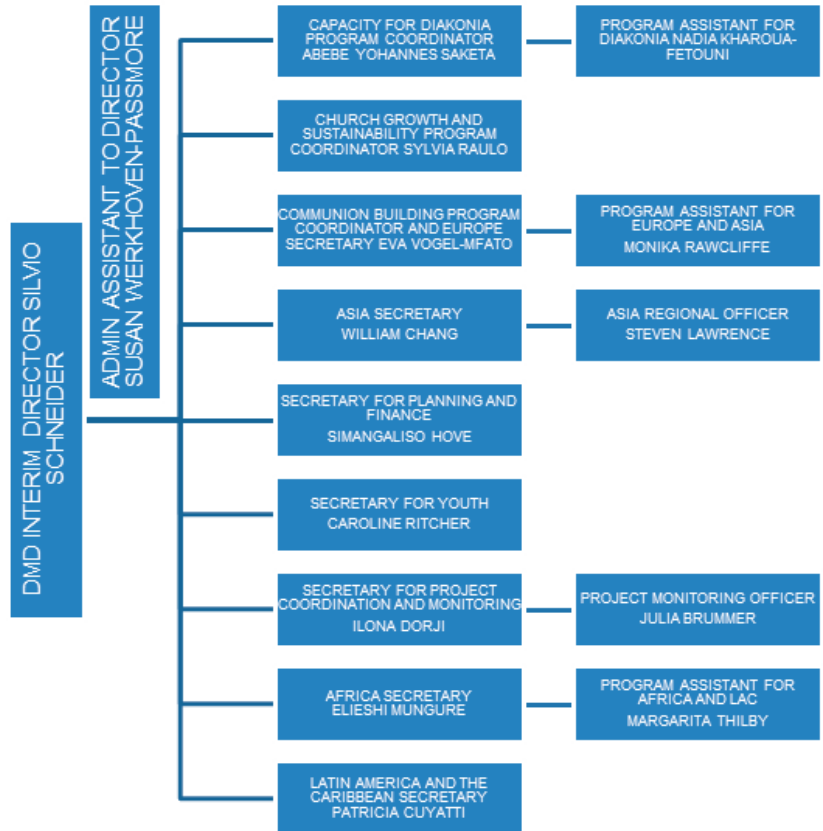 DMD INTERIM DIRECTOR SILVIO
SCHNEIDER
ADMIN ASSISTANT TO DIRECTOR
SUSAN WERKHOVEN-PASSMORE
CAPACITY FOR DIAKONIA
PROGRAM COORDINATOR
ABEBE YOHANNES SAKETA
PROGRAM ASSISTANT FOR
DIAKONIA NADIA KHAROUA-
FETOUNI
CHURCH GROWTH AND
SUSTAINABILITY PROGRAM
COORDINATOR SYLVIA RAULO
COMMUNION BUILDING PROGRAM
COORDINATOR AND EUROPE
SECRETARY EVA VOGEL-MFATO
PROGRAM ASSISTANT FOR
EUROPE AND ASIA
MONIKA RAWCLIFFE
ASIA SECRETARY
WILLIAM CHANG
ASIA REGIONAL OFFICER
STEVEN LAWRENCE
SECRETARY FOR PLANNING AND
FINANCE
SIMANGALISO HOVE
SECRETARY FOR YOUTH
CAROLINE RITCHER
SECRETARY FOR PROJECT
COORDINATION AND MONITORING
ILONA DORJI
PROJECT MONITORING OFFICER
JULIA BRUMMER
AFRICA SECRETARY
ELIESHI MUNGURE
PROGRAM ASSISTANT FOR
AFRICA AND LAC
MARGARITA THILBY
LATIN AMERICA AND THE
CARIBBEAN SECRETARY
PATRICIA CUYATTI